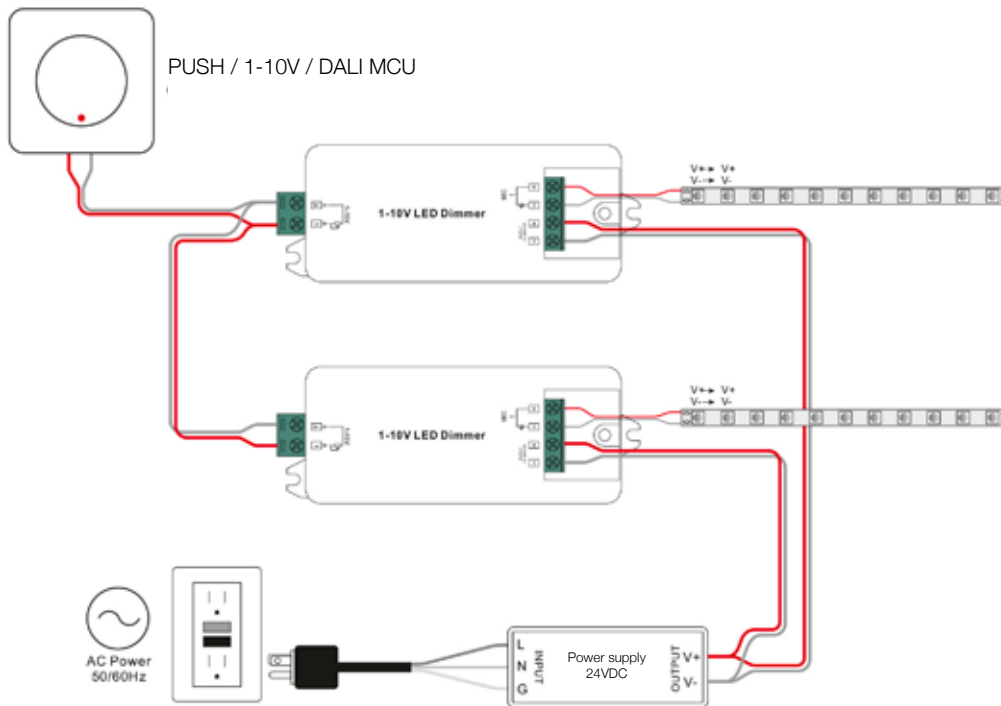 PUSH / 1-10V / DALI MCU
V+ V+
V- V-
1-10V LED Dimmer
V+ V+
V- V-
1-10V LED Dimmer
AC Power
50/60Hz
L
N
G
INPUT
Power supply
24VDC
OUTPUT
V+
V-